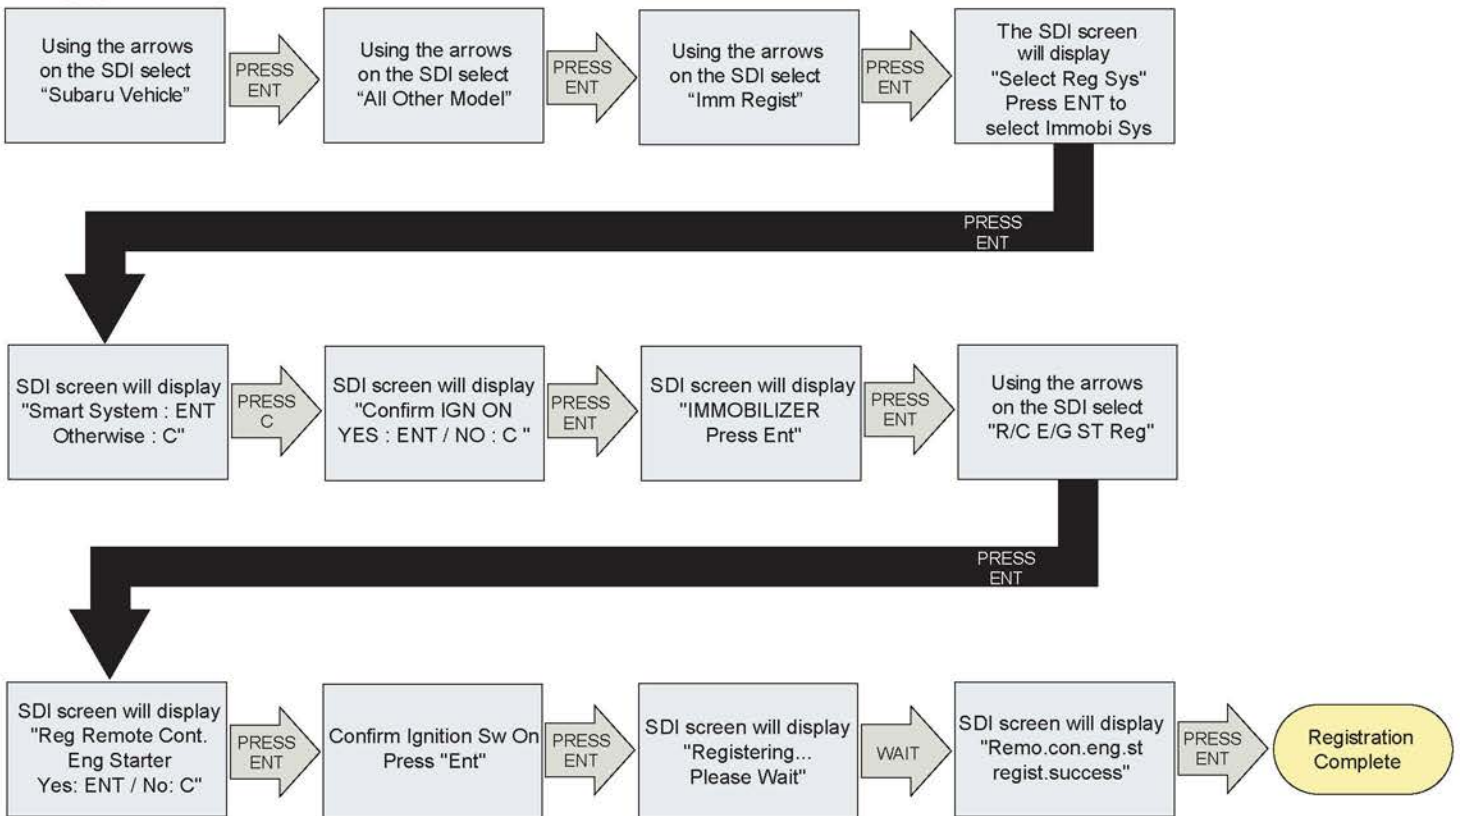 Using the arrows
on the SDI select
“Subaru Vehicle”
PRESS
ENT
Using the arrows
on the SDI select
“All Other Model”
PRESS
ENT
Using the arrows
on the SDI select
“Imm Regist”
PRESS
ENT
The SDI screen
will display
"Select Reg Sys"
Press ENT to
select Immobi Sys
PRESS
ENT
SDI screen will display
"Smart System : ENT
Otherwise : C"
PRESS
C
SDI screen will display
"Confirm IGN ON
YES : ENT / NO : C "
PRESS
ENT
SDI screen will display
"IMMOBILIZER
Press Ent"
PRESS
ENT
Using the arrows
on the SDI select
"R/C E/G ST Reg"
PRESS
ENT
SDI screen will display
"Reg Remote Cont.
Eng Starter
Yes: ENT / No: C"
PRESS
ENT
Confirm Ignition Sw On
Press "Ent"
PRESS
ENT
SDI screen will display
"Registering...
Please Wait"
WAIT
SDI screen will display
"Remo.con.eng.st
regist.success"
PRESS
ENT
Registration
Complete